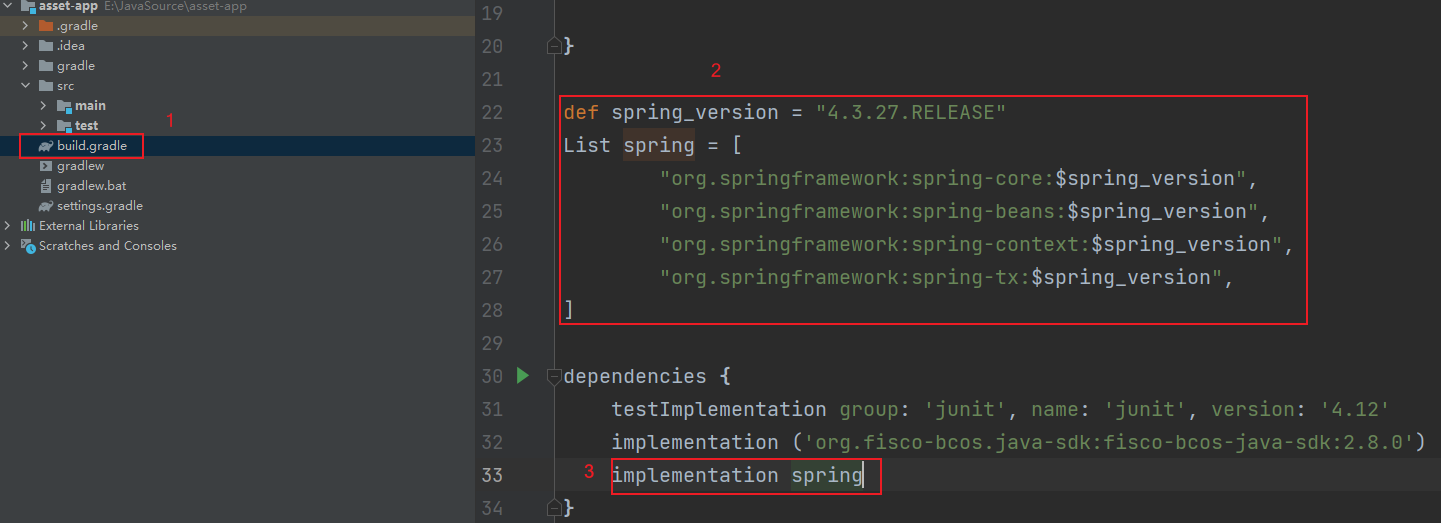 asset-app E:\JavaSource\asset-app
.gradle
.idea
gradle
src
main
test
1
build.gradle
gradlew
gradlew.bat
settings.gradle
External Libraries
Scratches and Consoles
19
20 }
21
2
22 def spring_version = "4.3.27.RELEASE"
23 List spring = [
24 "org.springframework:spring-core:$spring_version",
25 "org.springframework:spring-beans:$spring_version",
26 "org.springframework:spring-context:$spring_version",
27 "org.springframework:spring-tx:$spring_version",
28 ]
29
30 dependencies {
31 testImplementation group: 'junit', name: 'junit', version: '4.12'
32 implementation ('org.fisco-bcos.java-sdk:fisco-bcos-java-sdk:2.8.0')
33 3 implementation spring
34 }